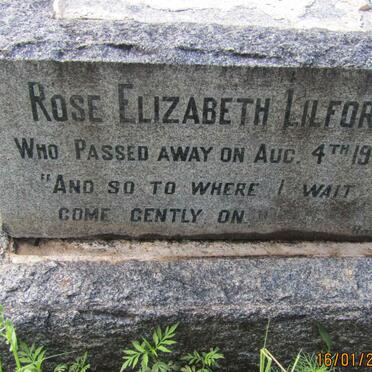 ROSE ELIZABETH LILFOR
WHO PASSED AWAY ON AUG. 4TH 19
"AND SO TO WHERE I WAIT
COME GENTLY ON."
16/01/2